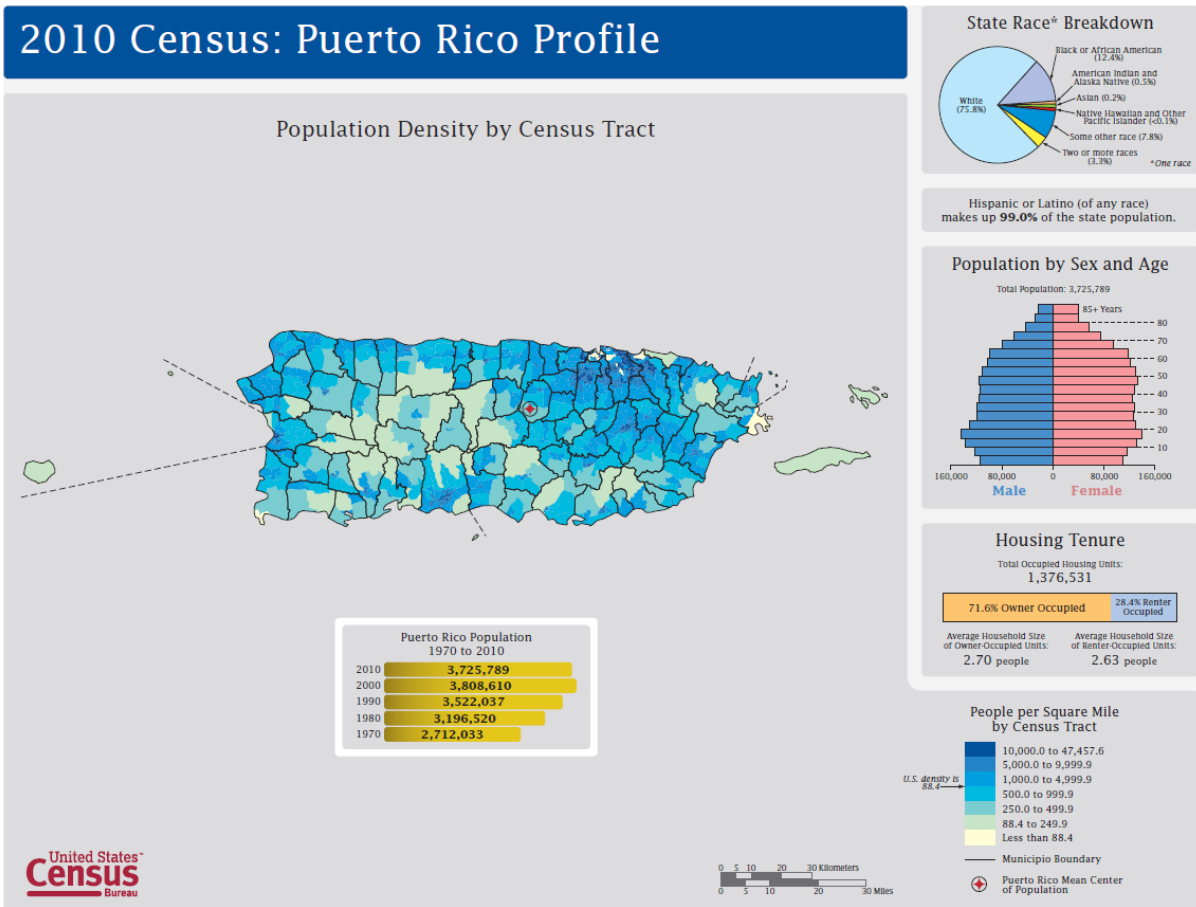 2010 Census: Puerto Rico Profile
Population Density by Census Tract
Puerto Rico Population
1970 to 2010
2010 3,725,789
2000 3,808,610
1990 3,522,037
1980 3,196,520
1970 2,712,033
United States™
Census
Bureau
0 5 10 20 30 Kilometers
0 5 10 20 30 Miles
State Race* Breakdown
Black or African American
(12.4%)
American Indian and
Alaska Native (0.5%)
White
(75.8%)
Asian (0.2%)
Native Hawaiian and Other
Pacific Islander (<0.1%)
Some other race (7.8%)
Two or more races
(3.3%)
*One race
Hispanic or Latino (of any race)
makes up 99.0% of the state population.
Population by Sex and Age
Total Population: 3,725,789
85+ Years
80
70
60
50
40
30
20
10
160,000 80,000 0 80,000 160,000
Male Female
Housing Tenure
Total Occupied Housing Units:
1,376,531
71.6% Owner Occupied
28.4% Renter
Occupied
Average Household Size
of Owner-Occupied Units:
2.70 people
Average Household Size
of Renter-Occupied Units:
2.63 people
People per Square Mile
by Census Tract
10,000.0 to 47,457.6
5,000.0 to 9,999.9
1,000.0 to 4,999.9
500.0 to 999.9
250.0 to 499.9
88.4 to 249.9
Less than 88.4
U.S. density is
88.4
Municipio Boundary
Puerto Rico Mean Center
of Population